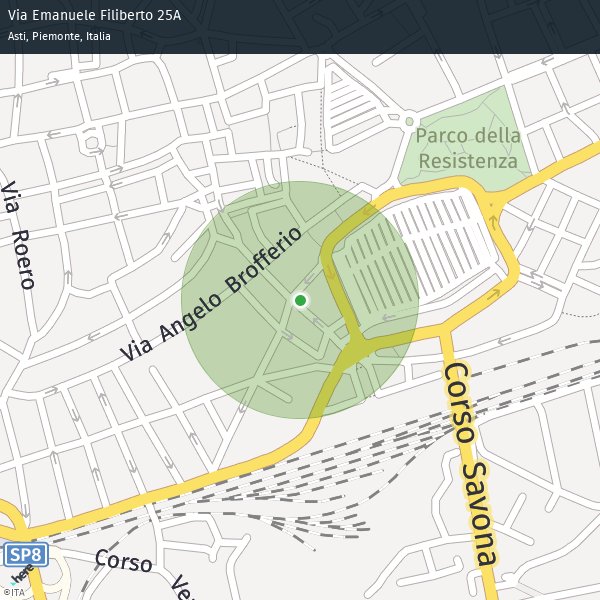 Via Emanuele Filiberto 25A
Asti, Piemonte, Italia
Parco della
Resistenza
Via Roero
Via Angelo Brofferio
Corso Savona
SP8
Corso
here
©ITA